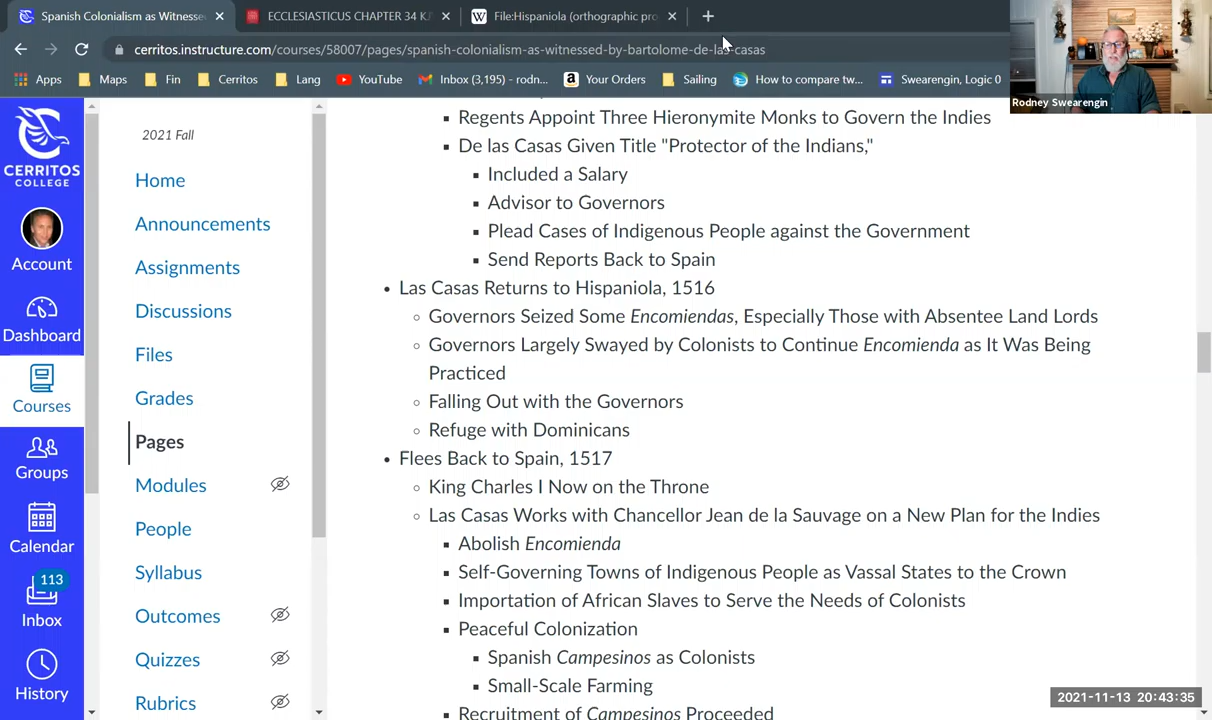 Spanish Colonialism as Witnesse
ECCLESIASTICUS CHAPTER 34 KJ
File:Hispaniola (orthographic pro
cerritos.instructure.com/courses/58007/pages/spanish-colonialism-as-witnessed-by-bartolome-de-las-casas
Apps Maps Fin Cerritos Lang YouTube Inbox (3,195) - rodn... Your Orders Sailing How to compare tw... Swearengin, Logic 0
Rodney Swearengin
CERRITOS
COLLEGE
Account
Dashboard
Courses
Groups
Calendar
113
Inbox
History
2021 Fall
Home
Announcements
Assignments
Discussions
Files
Grades
Pages
Modules
People
Syllabus
Outcomes
Quizzes
Rubrics
Regents Appoint Three Hieronymite Monks to Govern the Indies
De las Casas Given Title "Protector of the Indians,"
Included a Salary
Advisor to Governors
Plead Cases of Indigenous People against the Government
Send Reports Back to Spain
Las Casas Returns to Hispaniola, 1516
Governors Seized Some Encomiendas, Especially Those with Absentee Land Lords
Governors Largely Swayed by Colonists to Continue Encomienda as It Was Being
Practiced
Falling Out with the Governors
Refuge with Dominicans
Flees Back to Spain, 1517
King Charles I Now on the Throne
Las Casas Works with Chancellor Jean de la Sauvage on a New Plan for the Indies
Abolish Encomienda
Self-Governing Towns of Indigenous People as Vassal States to the Crown
Importation of African Slaves to Serve the Needs of Colonists
Peaceful Colonization
Spanish Campesinos as Colonists
Small-Scale Farming
Recruitment of Campesinos Proceeded
2021-11-13 20:43:35